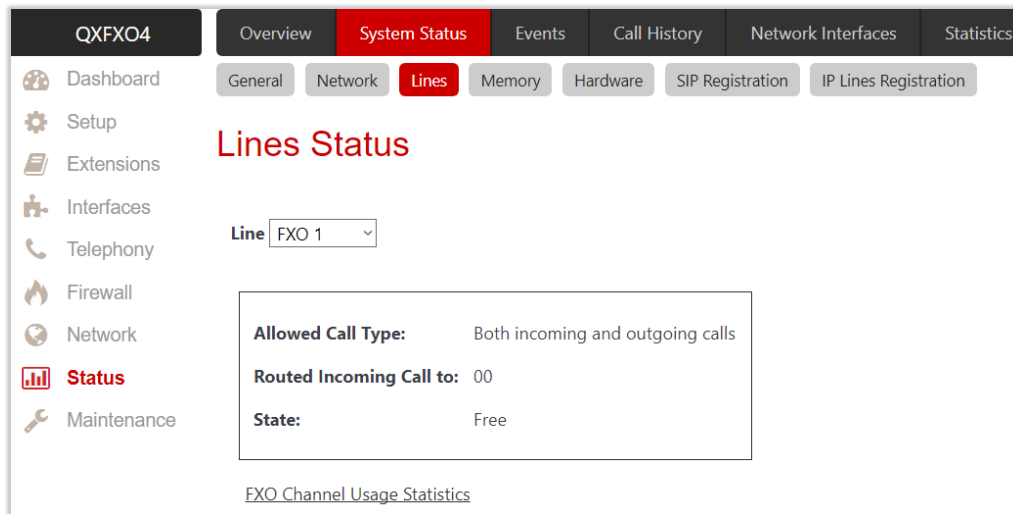 QXFXO4
Overview System Status Events Call History Network Interfaces Statistics
General Network Lines Memory Hardware SIP Registration IP Lines Registration
Dashboard
Setup
Extensions
Interfaces
Telephony
Firewall
Network
Status
Maintenance
Lines Status
Line FXO 1
Allowed Call Type: Both incoming and outgoing calls
Routed Incoming Call to: 00
State: Free
FXO Channel Usage Statistics